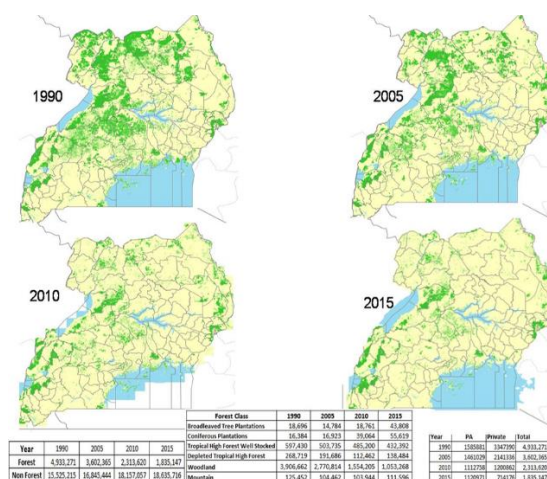 1990
2005
2010
2015
Forest Class 1990 2005 2010 2015
Broadleaved Tree Plantations 18,696 14,784 18,761 43,808
Coniferous Plantations 16,384 16,923 39,064 55,619
Tropical High Forest Well Stocked 597,430 503,735 485,200 432,392
Depleted Tropical High Forest 268,719 191,686 112,462 138,484
Woodland 3,906,662 2,770,814 1,554,205 1,053,268
Mountain 125,452 104,462 103,944 111,596
Year 1990 2005 2010 2015
Forest 4,933,271 3,602,365 2,313,620 1,835,147
Non Forest 15,525,215 16,845,444 18,157,057 18,635,716
Year PA Private Total
1990 1585881 3347390 4,933,271
2005 1461029 2141336 3,602,365
2010 1112758 1200862 2,313,620
2015 1120971 714176 1,835,147